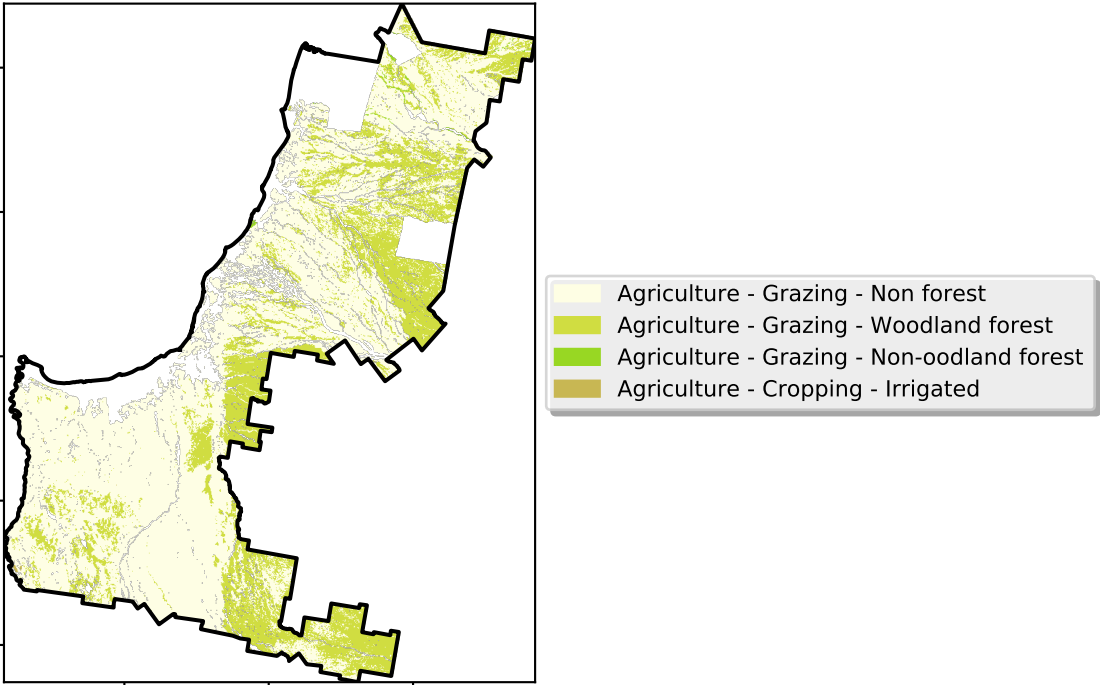 Agriculture - Grazing - Non forest
Agriculture - Grazing - Woodland forest
Agriculture - Grazing - Non-oodland forest
Agriculture - Cropping - Irrigated